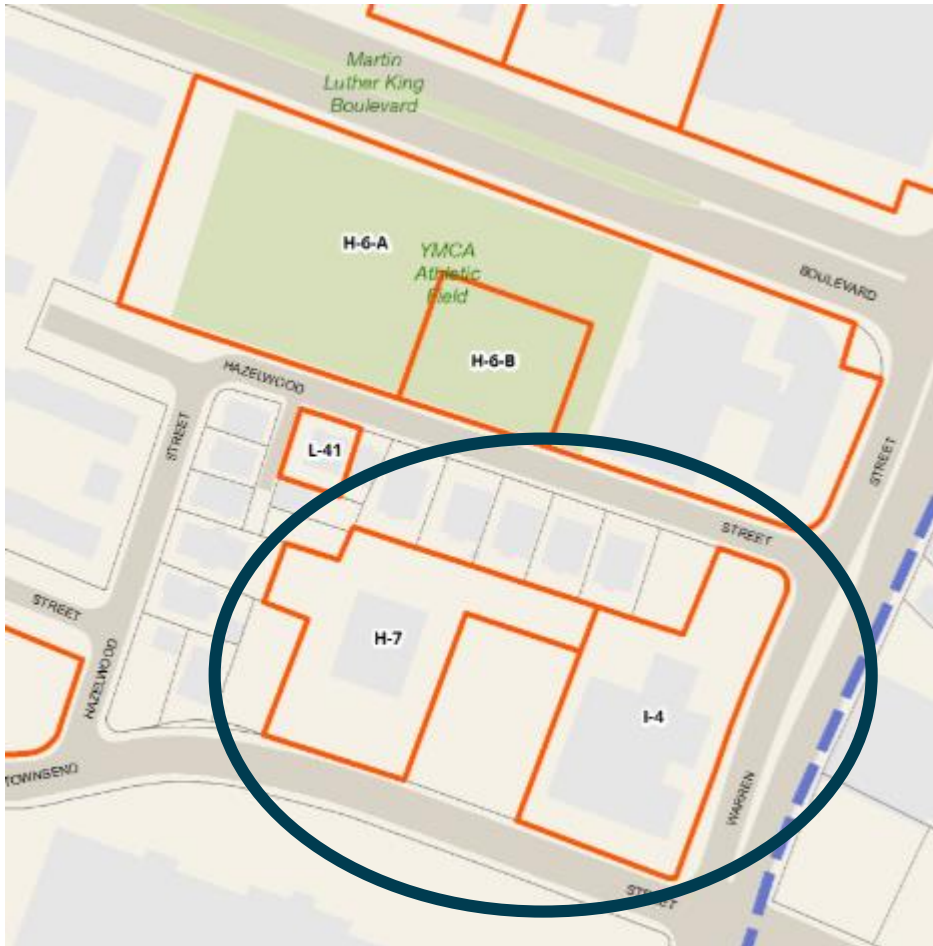 Martin
Luther King
Boulevard
H-6-A
YMCA
Athletic
Field
BOULEVARD
H-6-B
HAZELWOOD
STREET
L-41
STREET
STREET
STREET
HAZELWOOD
H-7
I-4
TOWNSEND
WARREN
STREET